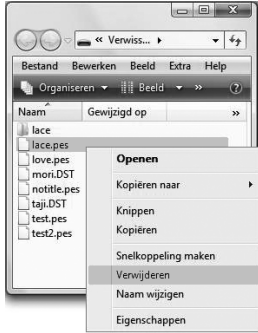 « Verwiss... ▸
Bestand Bewerken Beeld Extra Help
Organiseren Beeld »
Naam Gewijzigd op »
lace
lace.pes
love.pes
mori.DST
notitle.pes
taji.DST
test.pes
test2.pes
Openen
Kopiëren naar
Knippen
Kopiëren
Snelkoppeling maken
Verwijderen
Naam wijzigen
Eigenschappen